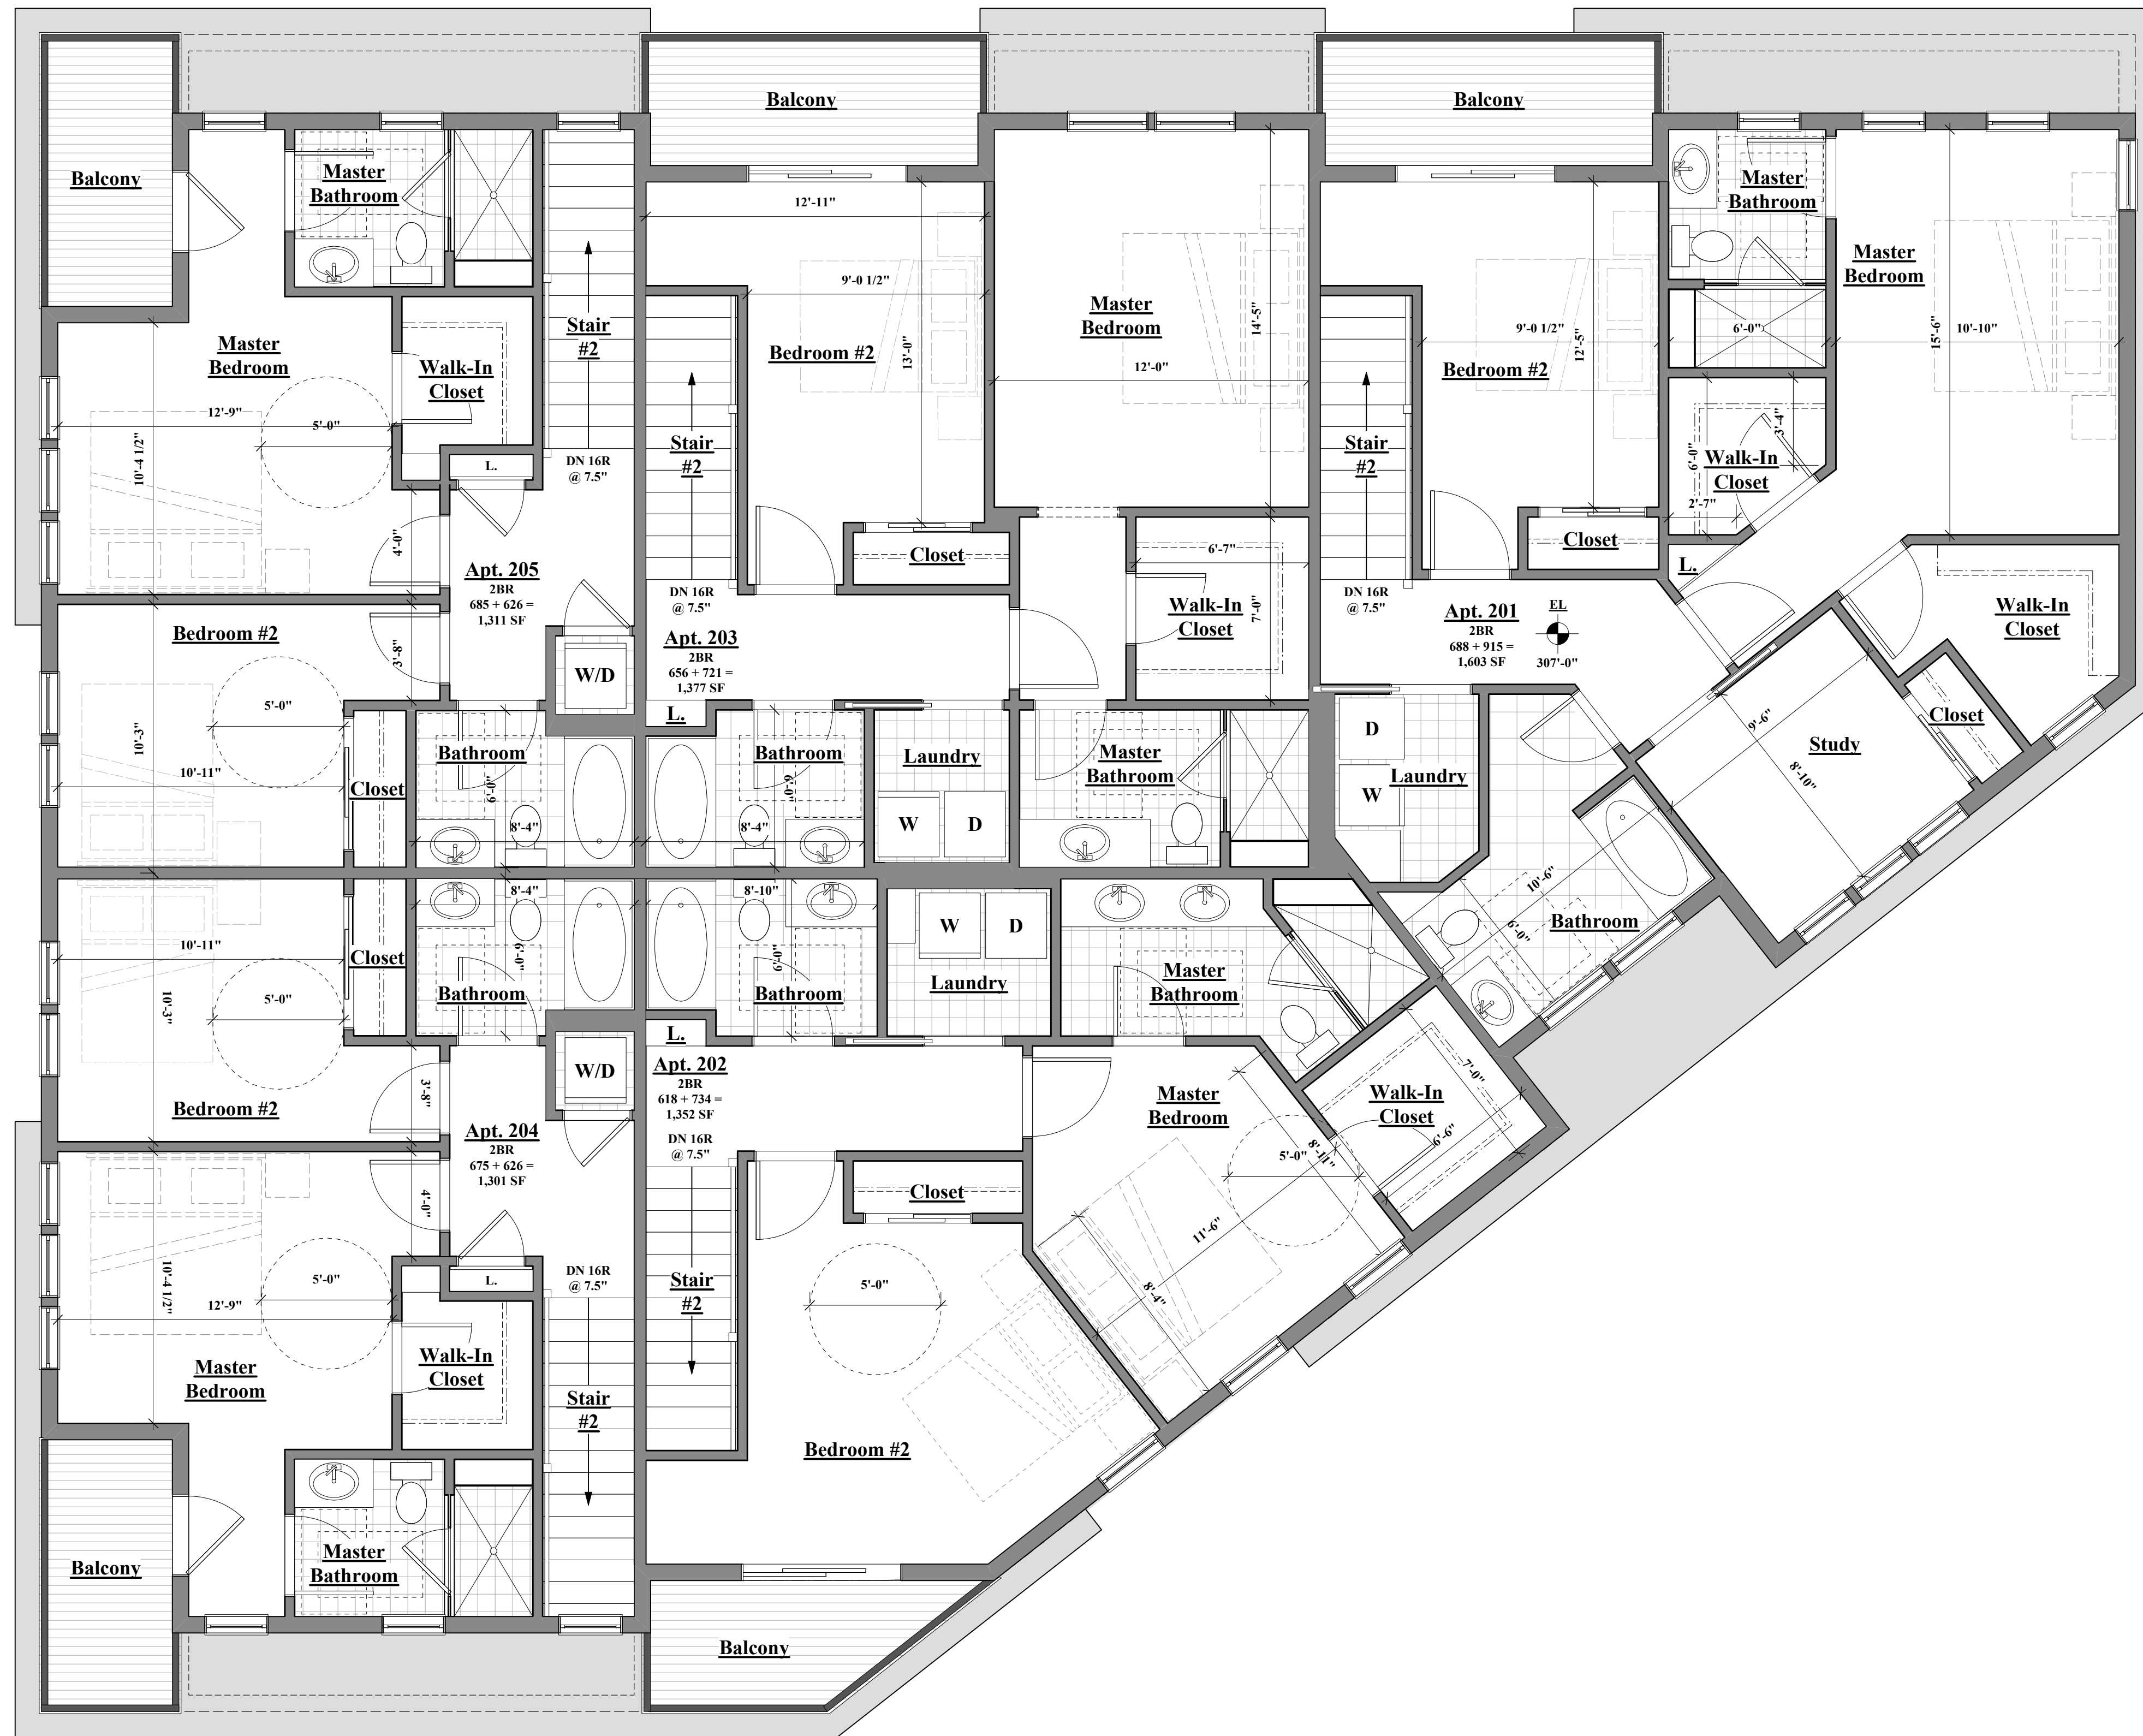 Balcony
Master
Bathroom
Balcony
12'-11"
9'-0 1/2"
Bedroom #2
13'-0"
Master
Bedroom
14'-5"
12'-0"
Balcony
9'-0 1/2"
12'-5"
Bedroom #2
Master
Bathroom
6'-0"
Master
Bedroom
15'-6"
10'-10"
Master
Bedroom
Walk-In
Closet
12'-9"
5'-0"
10'-4 1/2"
4'-0"
L.
Stair
#2
DN 16R
@ 7.5"
Stair
#2
DN 16R
@ 7.5"
Closet
6'-7"
Walk-In
Closet
7'-0"
Stair
#2
DN 16R
@ 7.5"
Closet
3'-4"
6'-0"
Walk-In
Closet
2'-7"
L.
Walk-In
Closet
Apt. 205
2BR
685 + 626 =
1,311 SF
Apt. 203
2BR
656 + 721 =
1,377 SF
Apt. 201
2BR
688 + 915 =
1,603 SF
EL
307'-0"
Bedroom #2
3'-8"
5'-0"
10'-3"
10'-11"
Closet
W/D
Bathroom
6'-0"
8'-4"
L.
Bathroom
6'-0"
8'-4"
Laundry
W
D
Master
Bathroom
D
Laundry
W
9'-6"
8'-10"
Study
Closet
10'-6"
6'-0"
Bathroom
10'-11"
Closet
5'-0"
10'-3"
Bedroom #2
3'-8"
8'-4"
6'-0"
Bathroom
W/D
8'-10"
6'-0"
Bathroom
L.
W
D
Laundry
Master
Bathroom
7'-0"
Walk-In
Closet
6'-6"
Apt. 204
2BR
675 + 626 =
1,301 SF
Apt. 202
2BR
618 + 734 =
1,352 SF
DN 16R
@ 7.5"
Master
Bedroom
8'-11"
5'-0"
11'-6"
8'-4"
Closet
4'-0"
5'-0"
10'-4 1/2"
12'-9"
L.
DN 16R
@ 7.5"
Stair
#2
5'-0"
Master
Bedroom
Walk-In
Closet
Stair
#2
Bedroom #2
Master
Bathroom
Balcony
Balcony